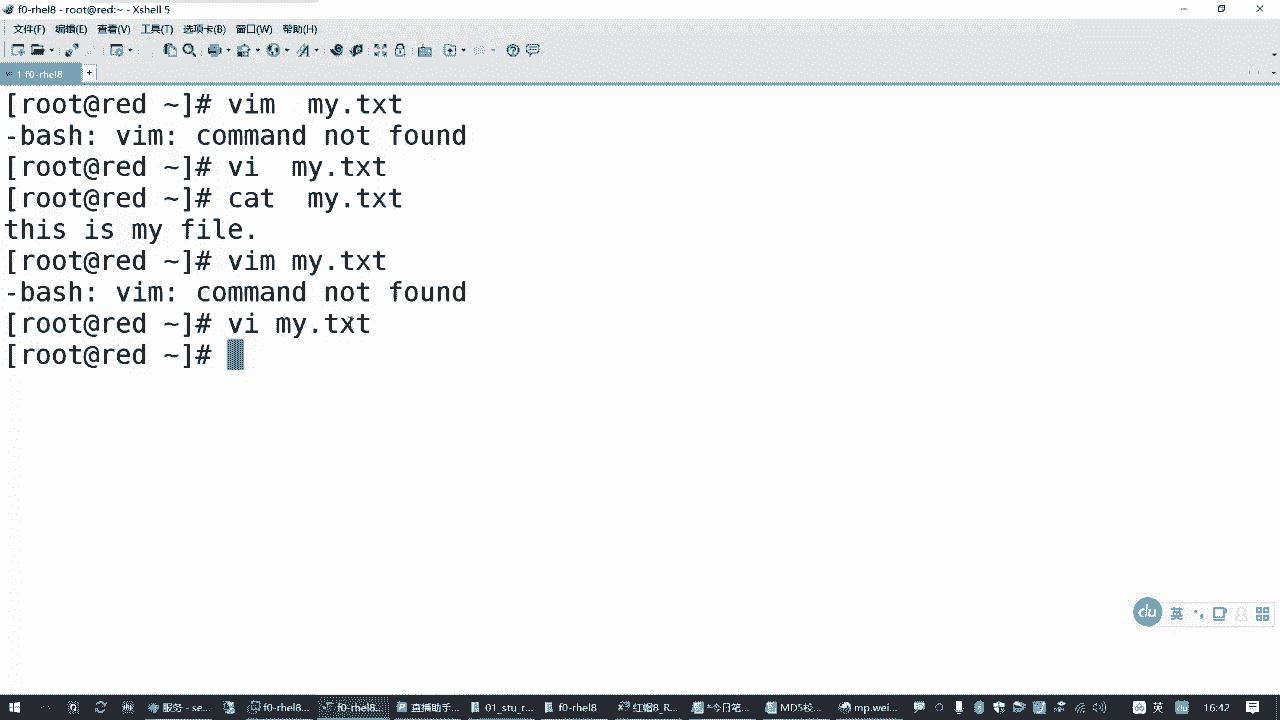 f0-rhel8 - root@red:~ - Xshell 5
文件(F) 编辑(E) 查看(V) 工具(T) 选项卡(B) 窗口(W) 帮助(H)
1 f0-rhel8
[root@red ~]# vim  my.txt
-bash: vim: command not found
[root@red ~]# vi  my.txt
[root@red ~]# cat  my.txt
this is my file.
[root@red ~]# vim my.txt
-bash: vim: command not found
[root@red ~]# vi my.txt
[root@red ~]#
du 英
服务 - se... f0-rhel8... f0-rhel8... 直播助手... 01_stu_r... f0-rhel8 红帽8_R... *今日笔... MD5校... mp.wei... 英 du 16:42